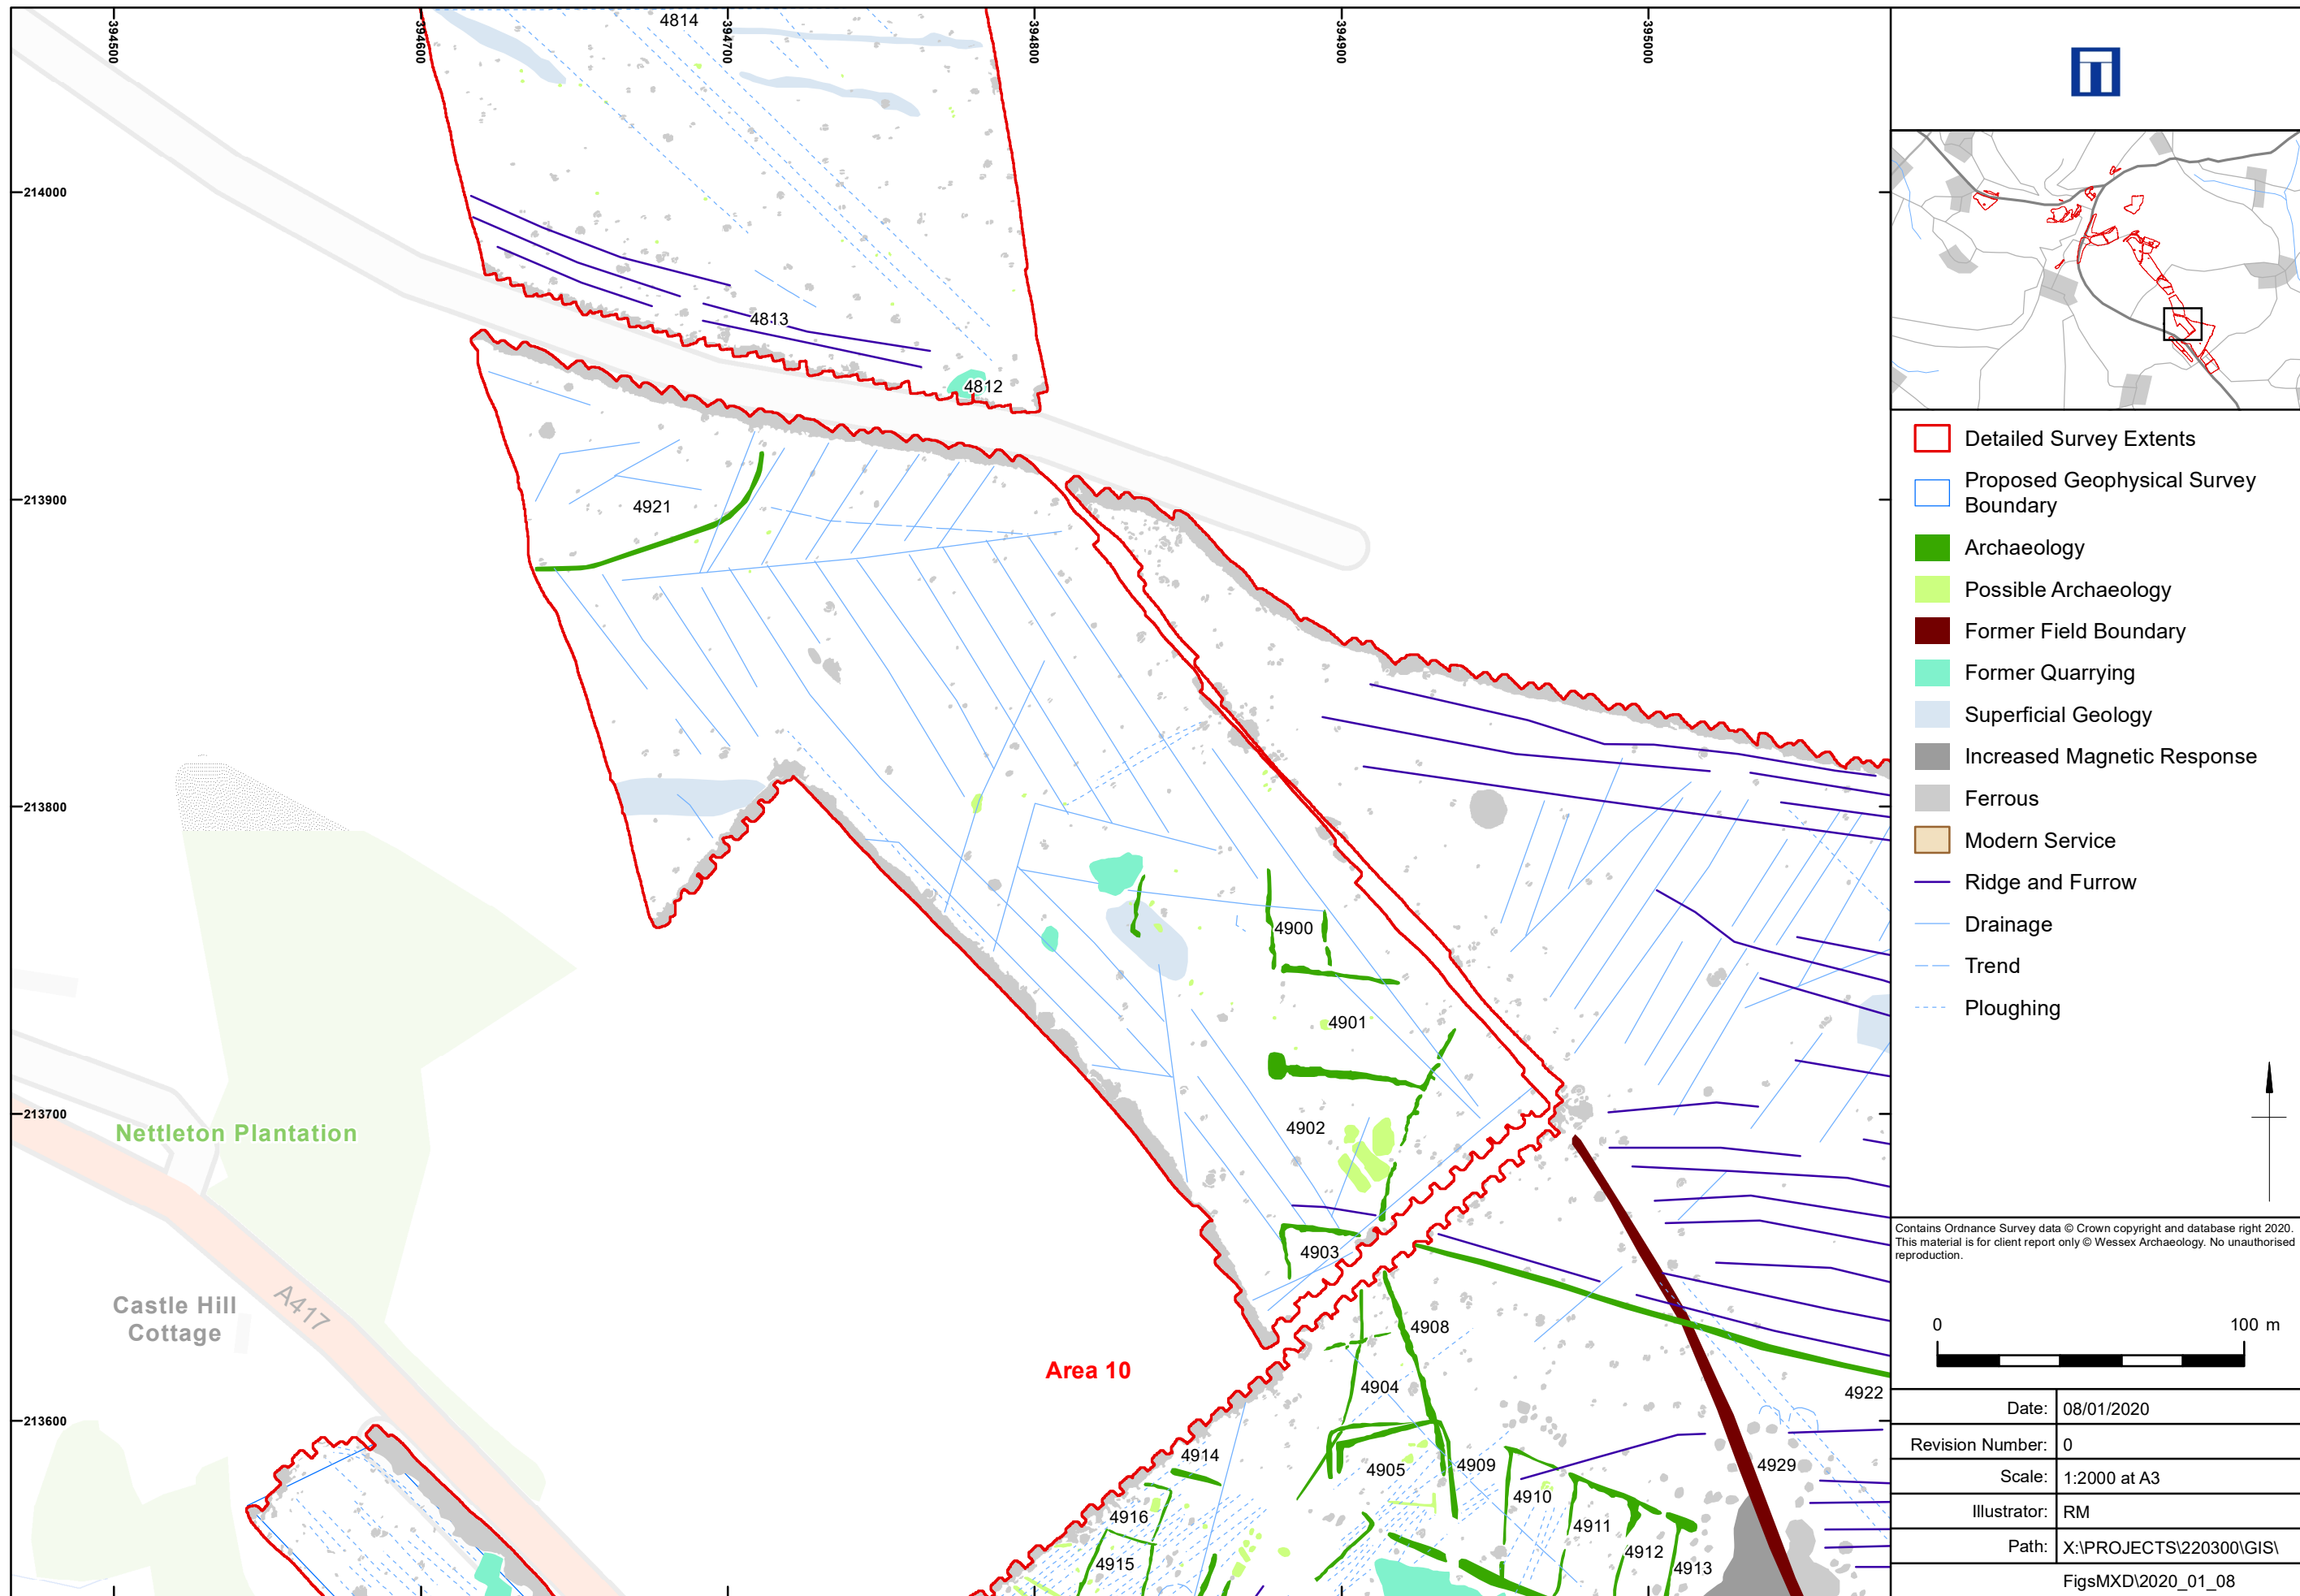 394500
394600
4814
394700
394800
394900
395000
214000
4813
4812
213900
4921
213800
4900
4901
213700
Nettleton Plantation
4902
4903
Castle Hill
Cottage
A417
4908
Area 10
4904
4922
213600
4914
4905
4909
4929
4910
4916
4911
4915
4912
4913
Detailed Survey Extents
Proposed Geophysical Survey
Boundary
Archaeology
Possible Archaeology
Former Field Boundary
Former Quarrying
Superficial Geology
Increased Magnetic Response
Ferrous
Modern Service
Ridge and Furrow
Drainage
Trend
Ploughing
Contains Ordnance Survey data © Crown copyright and database right 2020.
This material is for client report only © Wessex Archaeology. No unauthorised
reproduction.
0 100 m
Date: 08/01/2020
Revision Number: 0
Scale: 1:2000 at A3
Illustrator: RM
Path: X:\PROJECTS\220300\GIS\
FigsMXD\2020_01_08